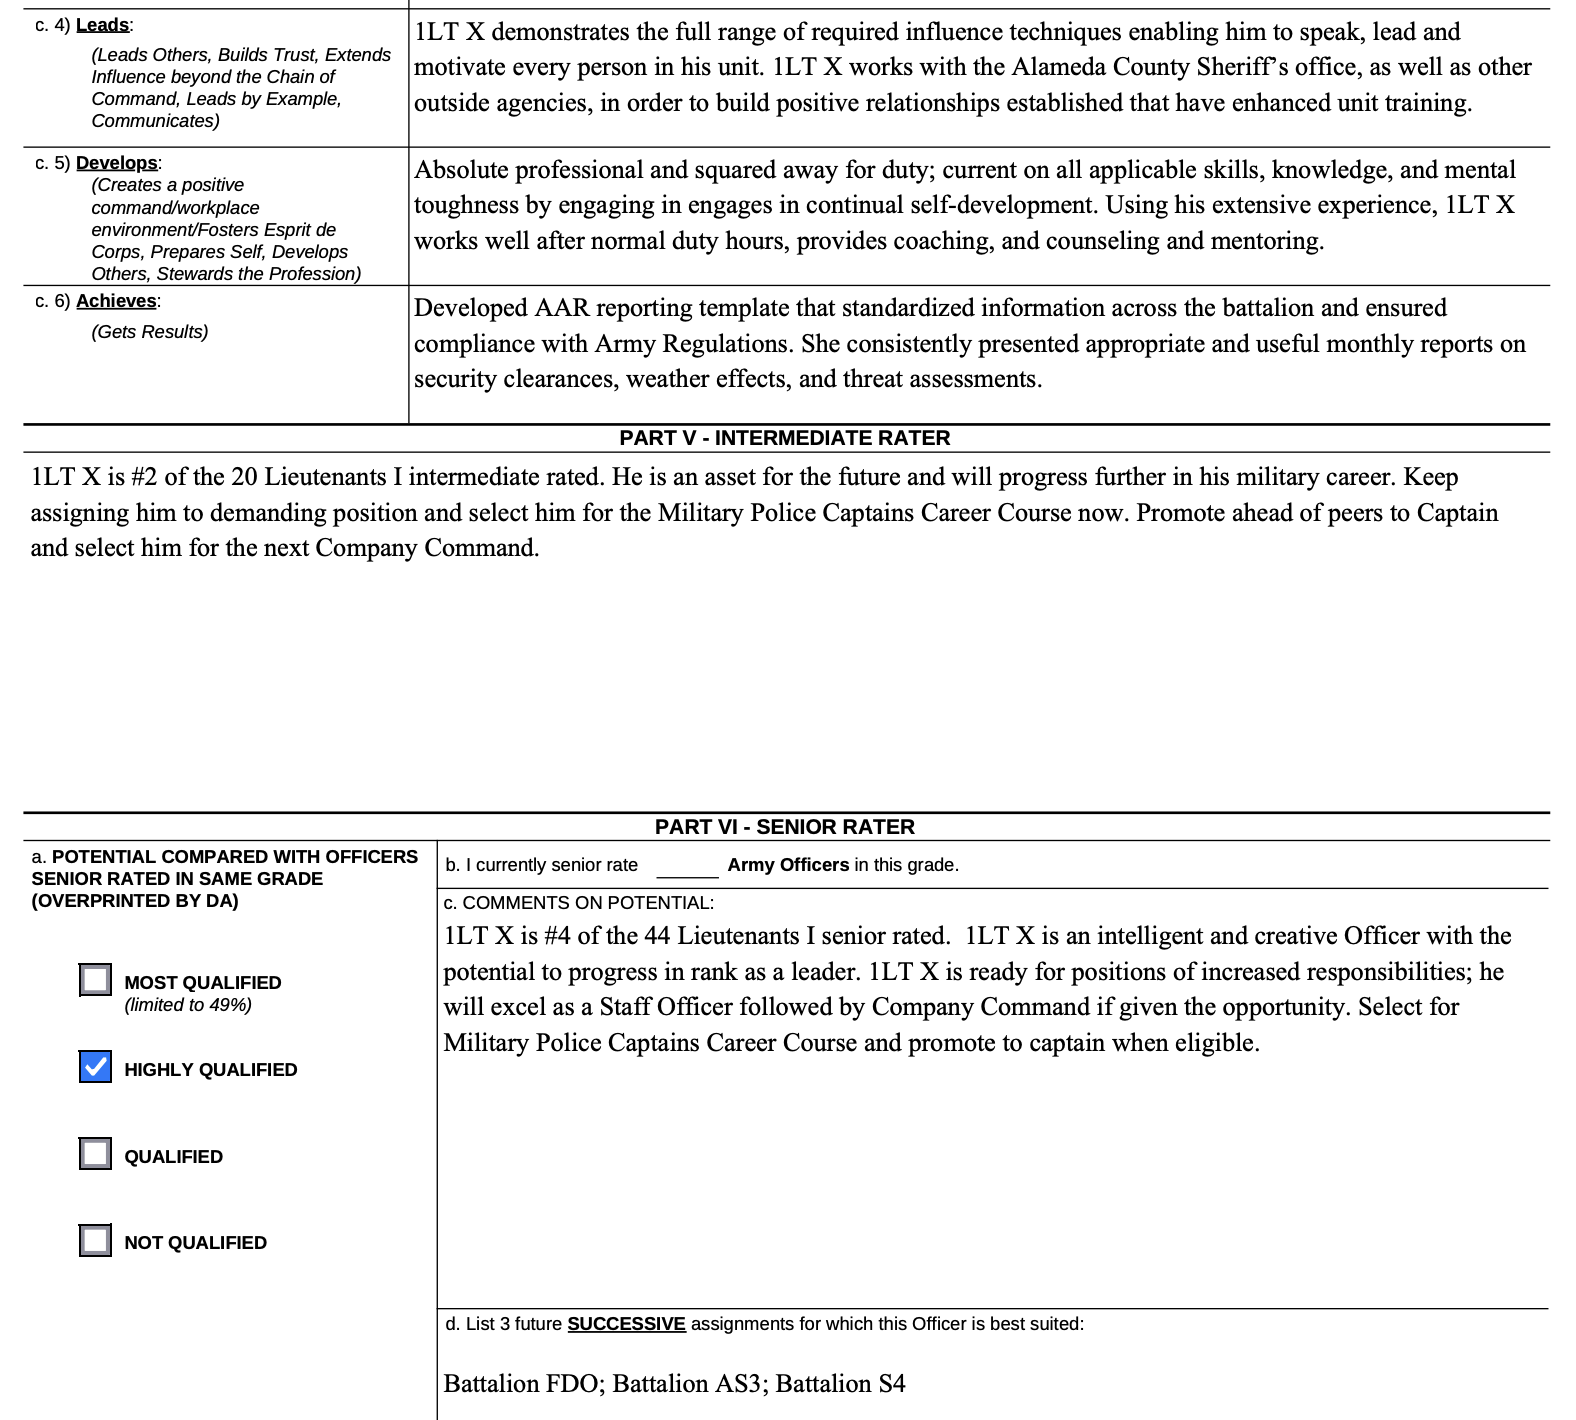 c. 4) Leads:
(Leads Others, Builds Trust, Extends
Influence beyond the Chain of
Command, Leads by Example,
Communicates)
1LT X demonstrates the full range of required influence techniques enabling him to speak, lead and
motivate every person in his unit. 1LT X works with the Alameda County Sheriff's office, as well as other
outside agencies, in order to build positive relationships established that have enhanced unit training.
c. 5) Develops:
(Creates a positive
command/workplace
environment/Fosters Esprit de
Corps, Prepares Self, Develops
Others, Stewards the Profession)
Absolute professional and squared away for duty; current on all applicable skills, knowledge, and mental
toughness by engaging in engages in continual self-development. Using his extensive experience, 1LT X
works well after normal duty hours, provides coaching, and counseling and mentoring.
c. 6) Achieves:
(Gets Results)
Developed AAR reporting template that standardized information across the battalion and ensured
compliance with Army Regulations. She consistently presented appropriate and useful monthly reports on
security clearances, weather effects, and threat assessments.
PART V - INTERMEDIATE RATER
1LT X is #2 of the 20 Lieutenants I intermediate rated. He is an asset for the future and will progress further in his military career. Keep
assigning him to demanding position and select him for the Military Police Captains Career Course now. Promote ahead of peers to Captain
and select him for the next Company Command.
PART VI - SENIOR RATER
a. POTENTIAL COMPARED WITH OFFICERS
SENIOR RATED IN SAME GRADE
(OVERPRINTED BY DA)
MOST QUALIFIED
(limited to 49%)
HIGHLY QUALIFIED
QUALIFIED
NOT QUALIFIED
b. I currently senior rate ______ Army Officers in this grade.
c. COMMENTS ON POTENTIAL:
1LT X is #4 of the 44 Lieutenants I senior rated.  1LT X is an intelligent and creative Officer with the
potential to progress in rank as a leader. 1LT X is ready for positions of increased responsibilities; he
will excel as a Staff Officer followed by Company Command if given the opportunity. Select for
Military Police Captains Career Course and promote to captain when eligible.
d. List 3 future SUCCESSIVE assignments for which this Officer is best suited:
Battalion FDO; Battalion AS3; Battalion S4